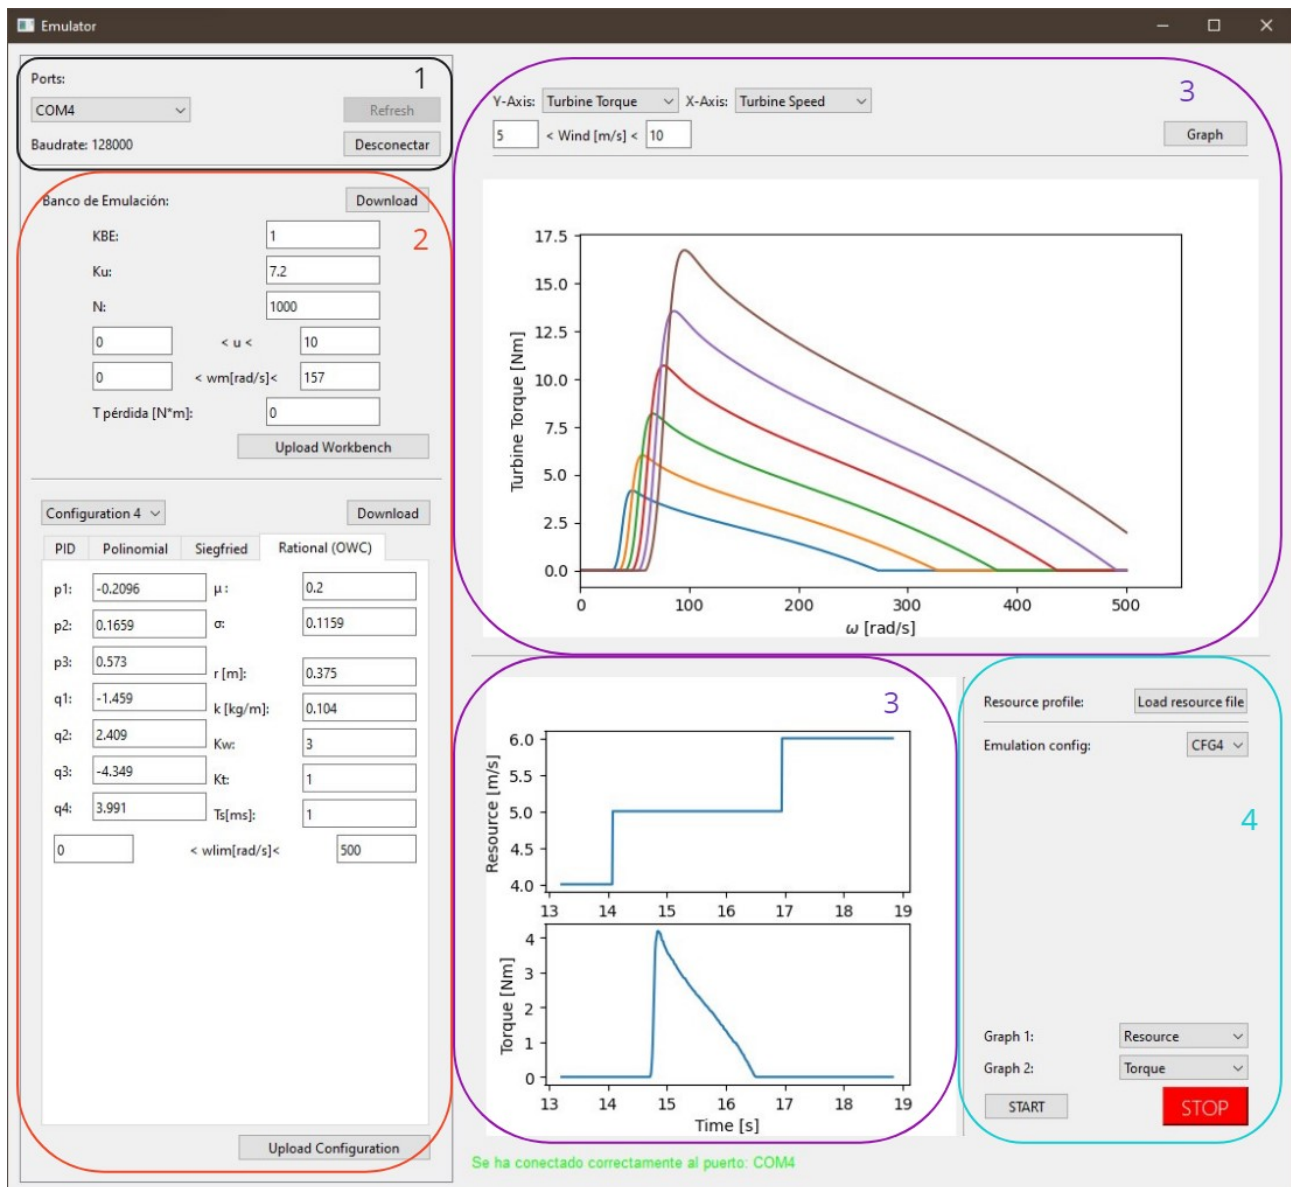 Emulator
1
Ports:
COM4 Refresh
Baudrate: 128000 Desconectar
2
Banco de Emulación: Download
KBE: 1
Ku: 7.2
N: 1000
0 < u < 10
0 < wm[rad/s]< 157
T pérdida [N*m]: 0
Upload Workbench
Configuration 4 Download
PID Polinomial Siegfried Rational (OWC)
p1: -0.2096 μ: 0.2
p2: 0.1659 σ: 0.1159
p3: 0.573 r [m]: 0.375
q1: -1.459 k [kg/m]: 0.104
q2: 2.409 Kw: 3
q3: -4.349 Kt: 1
q4: 3.991 Ts[ms]: 1
0 < wlim[rad/s]< 500
Upload Configuration
3
Y-Axis: Turbine Torque X-Axis: Turbine Speed
5 < Wind [m/s] < 10 Graph
Turbine Torque [Nm]
17.5
15.0
12.5
10.0
7.5
5.0
2.5
0.0
0 100 200 300 400 500
ω [rad/s]
3
Resource [m/s]
6.0
5.5
5.0
4.5
4.0
13 14 15 16 17 18 19
Torque [Nm]
4
3
2
1
0
13 14 15 16 17 18 19
Time [s]
4
Resource profile: Load resource file
Emulation config: CFG4
Graph 1: Resource
Graph 2: Torque
START STOP
Se ha conectado correctamente al puerto: COM4